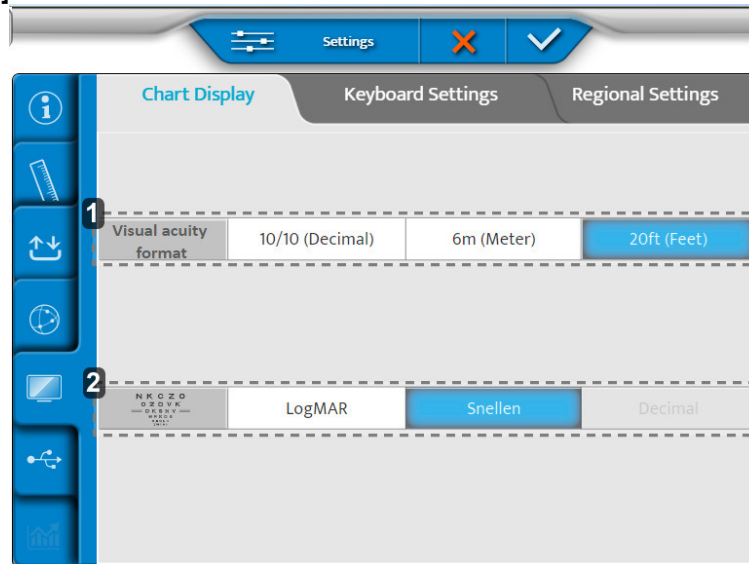 Settings
Chart Display
Keyboard Settings
Regional Settings
1
Visual acuity
format
10/10 (Decimal)
6m (Meter)
20ft (Feet)
2
N K C Z O
O Z O V K
LogMAR
Snellen
Decimal